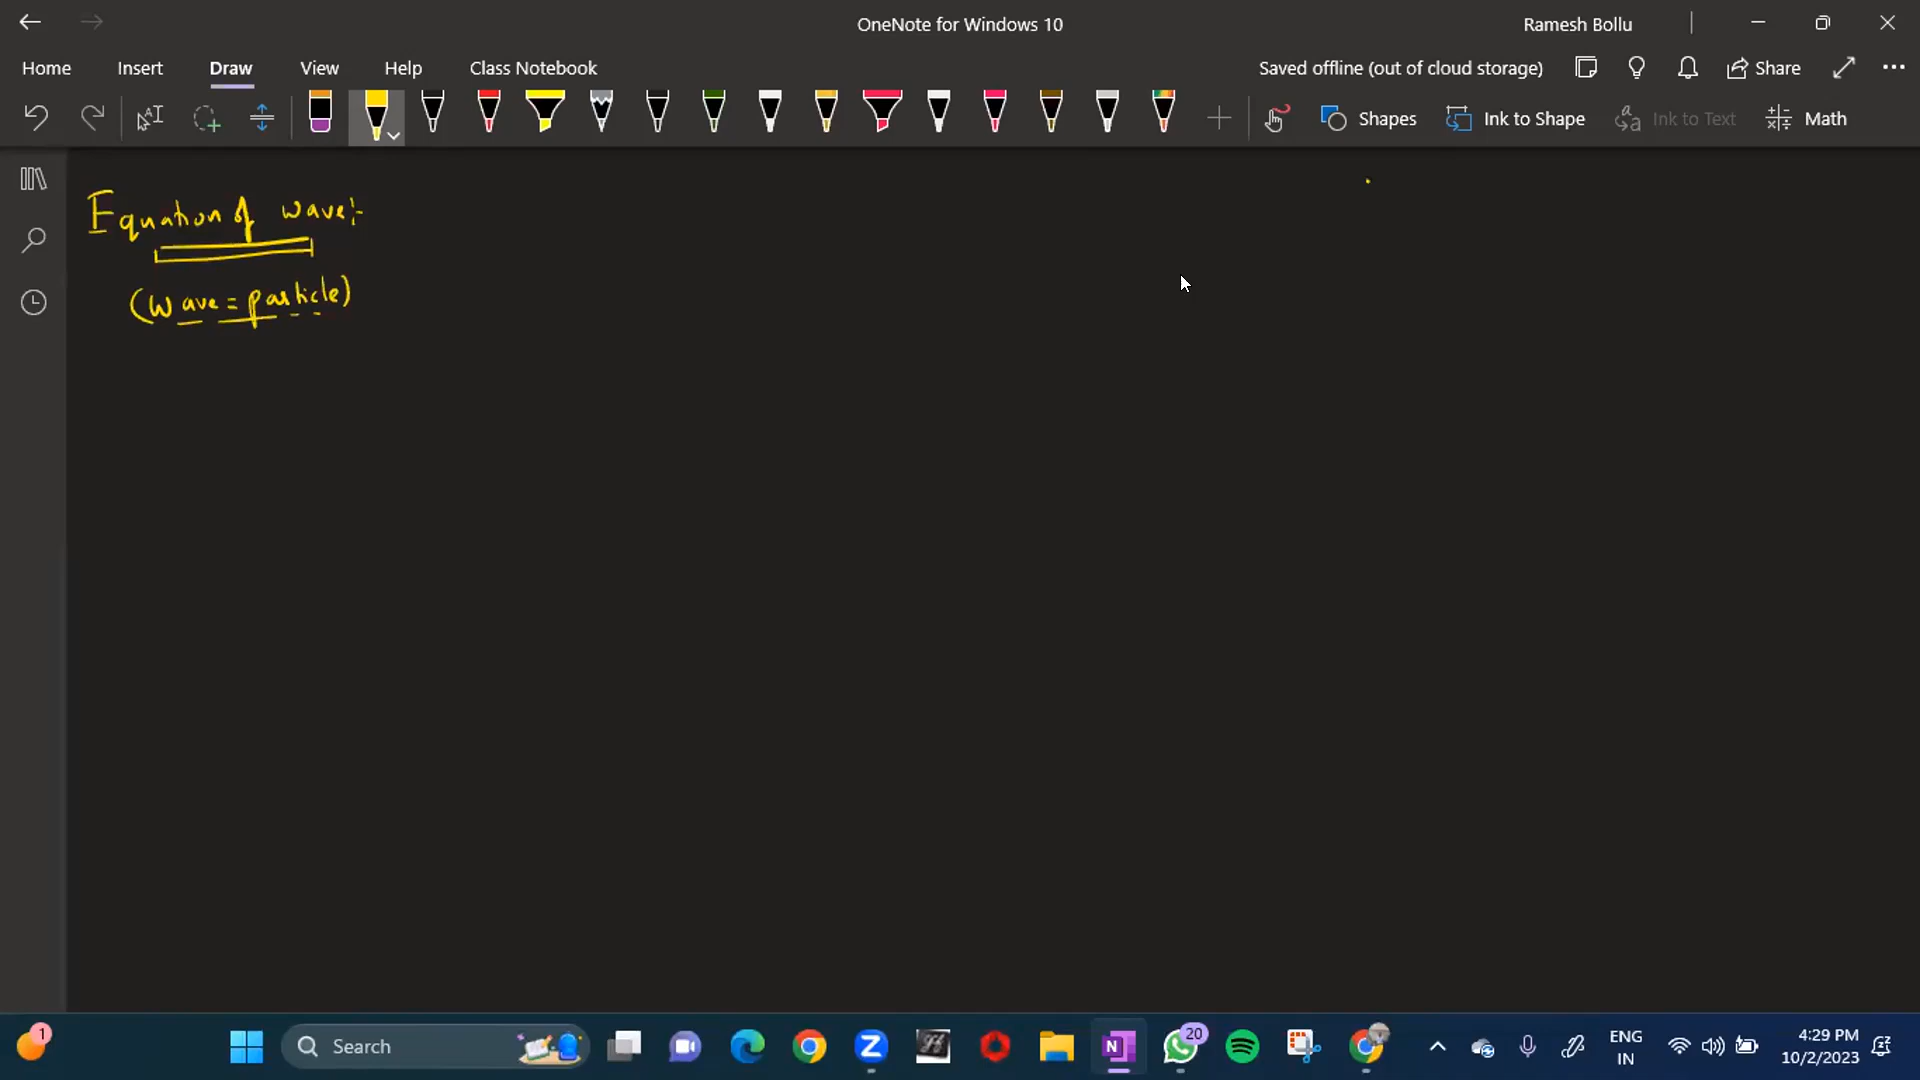 OneNote for Windows 10
Ramesh Bollu
Home Insert Draw View Help Class Notebook
Saved offline (out of cloud storage)
Share
Shapes
Ink to Shape
Ink to Text
Math
Equation of wave:-
(wave = particle)
1
Search
20
ENG
IN
4:29 PM
10/2/2023